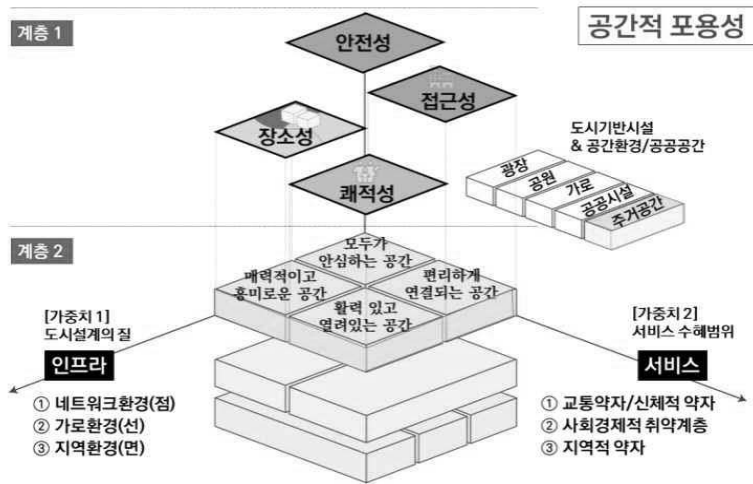 공간적 포용성
계층 1
안전성
접근성
장소성
쾌적성
도시기반시설
& 공간환경/공공공간
광장
공원
가로
공공시설
주거공간
계층 2
모두가
안심하는 공간
매력적이고
흥미로운 공간
편리하게
연결되는 공간
활력 있고
열려있는 공간
[가중치 1]
도시설계의 질
인프라
① 네트워크환경(점)
② 가로환경(선)
③ 지역환경(면)
[가중치 2]
서비스 수혜범위
서비스
① 교통약자/신체적 약자
② 사회경제적 취약계층
③ 지역적 약자